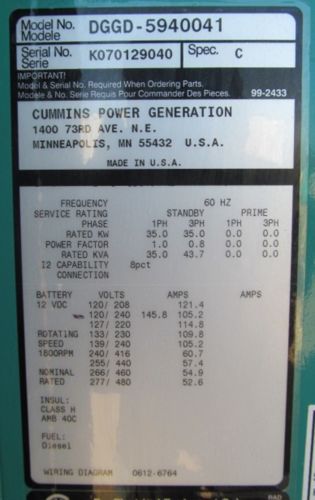 Model No. DGGD-5940041
Modele
Serial No. K070129040 Spec. C
Serie
IMPORTANT!
Model & Serial No. Required When Ordering Parts.
Modele & No. Serie Requis Pour Commander Des Pieces. 99-2433
CUMMINS POWER GENERATION
1400 73RD AVE. N.E.
MINNEAPOLIS, MN 55432 U.S.A.
MADE IN U.S.A.
FREQUENCY 60 HZ
SERVICE RATING STANDBY PRIME
PHASE 1PH 3PH 1PH 3PH
RATED KW 35.0 35.0 0.0 0.0
POWER FACTOR 1.0 0.8 0.0 0.0
RATED KVA 35.0 43.7 0.0 0.0
I2 CAPABILITY 8pct
CONNECTION
BATTERY VOLTS AMPS AMPS
12 VDC 120/ 208 121.4
120/ 240 145.8 105.2
127/ 220 114.8
ROTATING 133/ 230 109.8
SPEED 139/ 240 105.2
1800RPM 240/ 416 60.7
255/ 440 57.4
NOMINAL 266/ 460 54.9
RATED 277/ 480 52.6
INSUL:
CLASS H
AMB 40C
FUEL:
Diesel
WIRING DIAGRAM 0612-6764